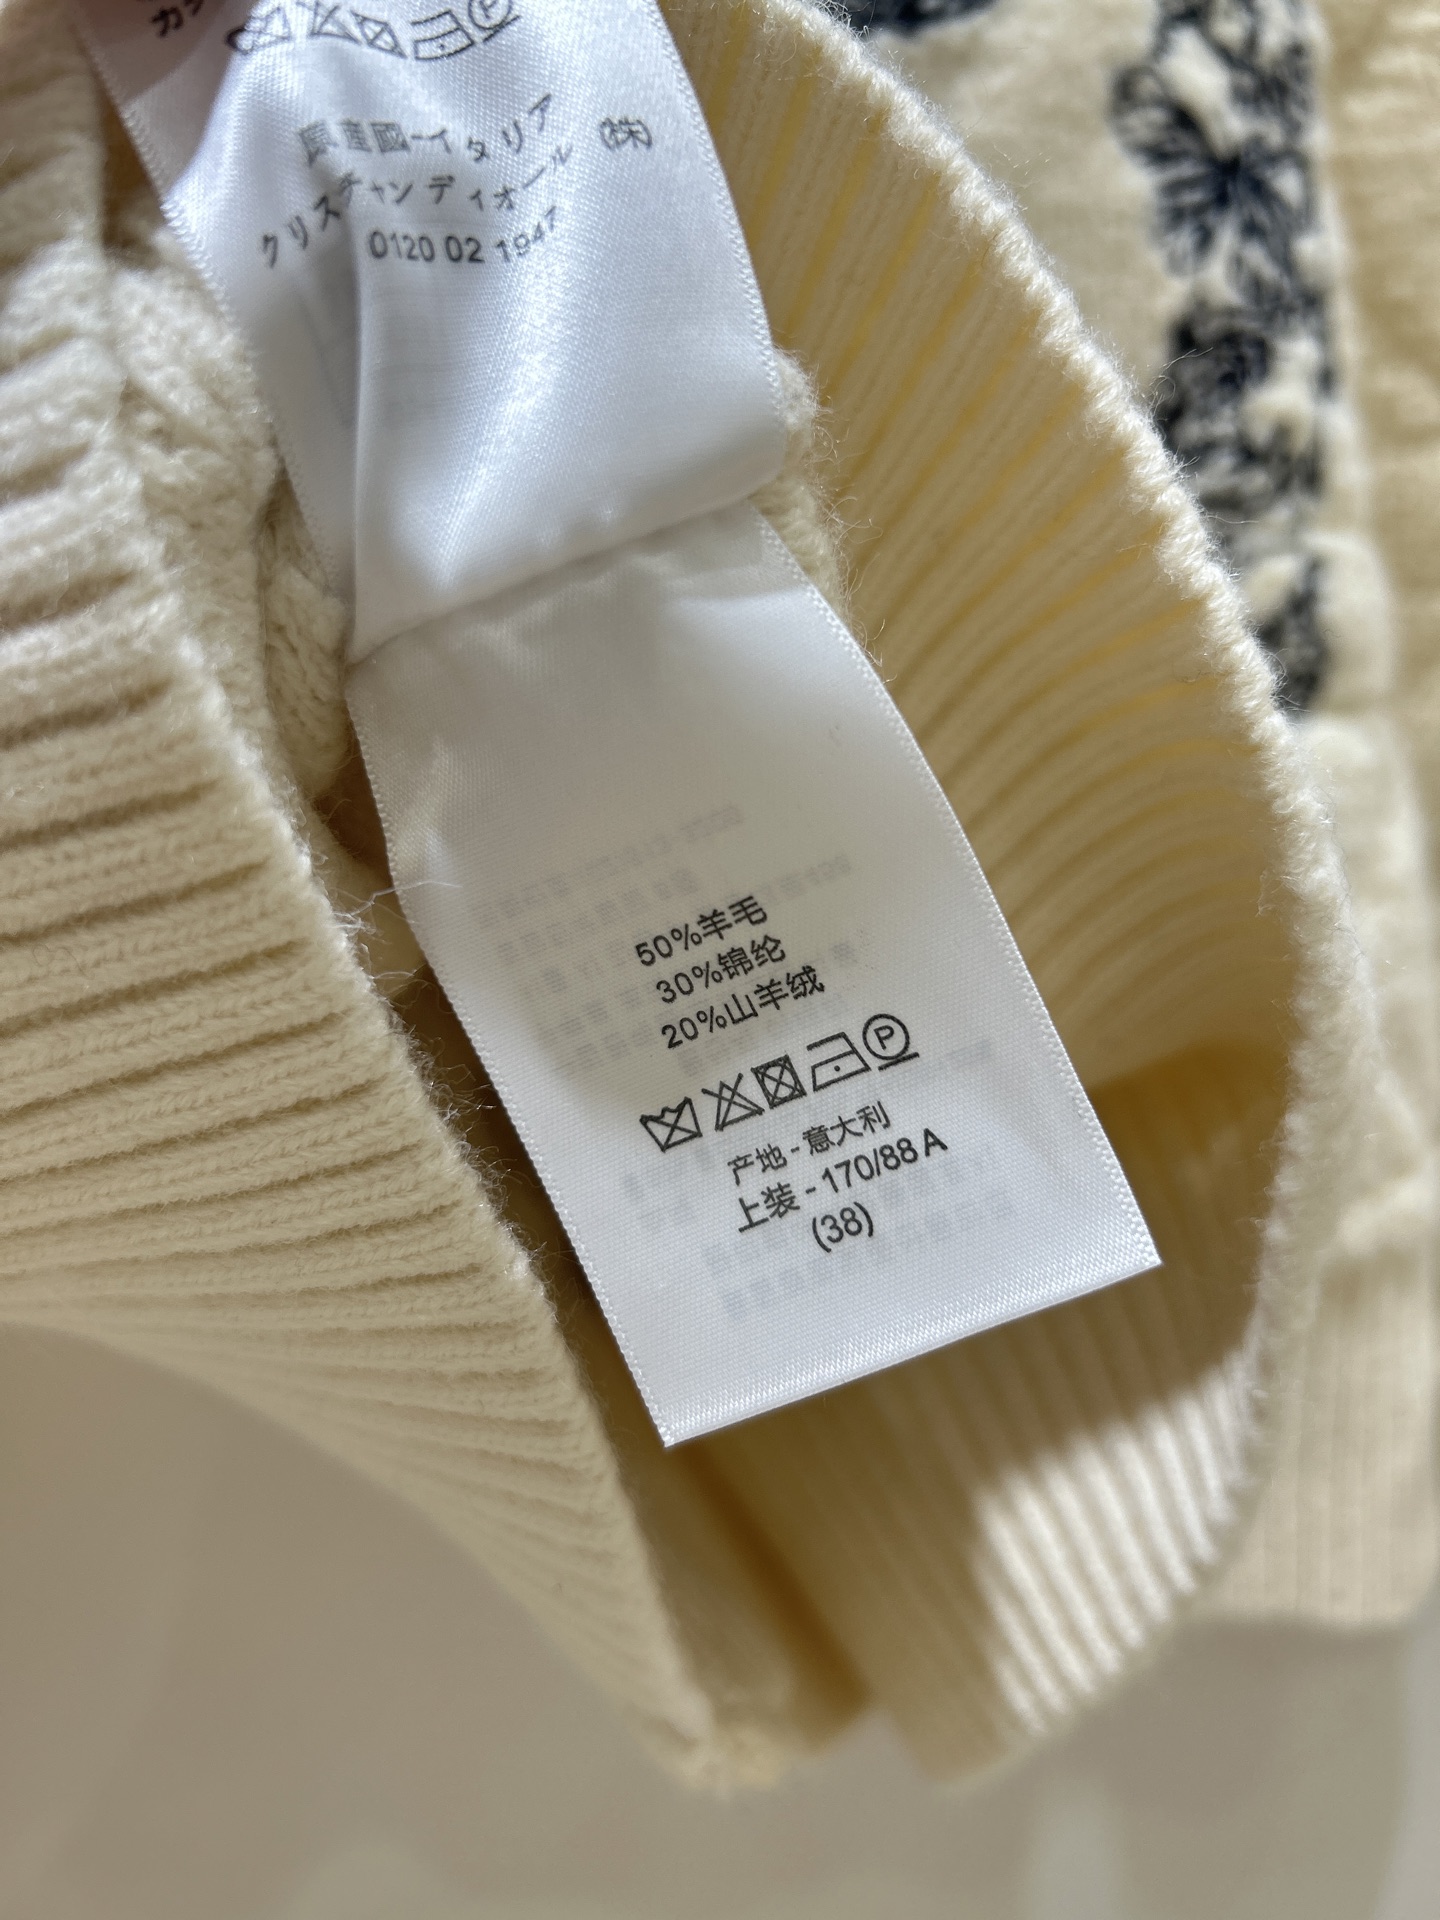 原産國-イタリア
クリスチャン ディオール (株)
0120 02 1947
50%羊毛
30%锦纶
20%山羊绒
P
产地 - 意大利
上装 - 170/88 A
(38)